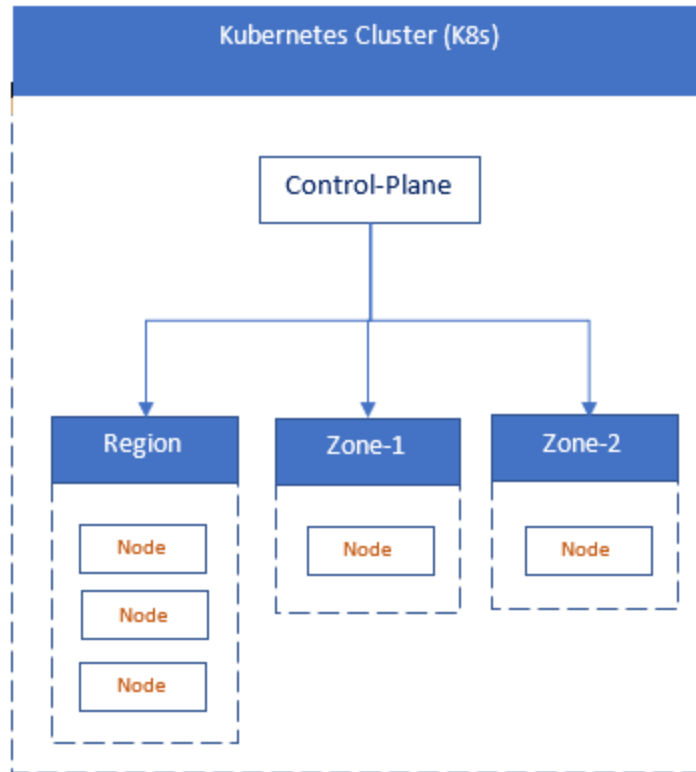 Kubernetes Cluster (K8s)
Control-Plane
Region
Zone-1
Zone-2
Node
Node
Node
Node
Node